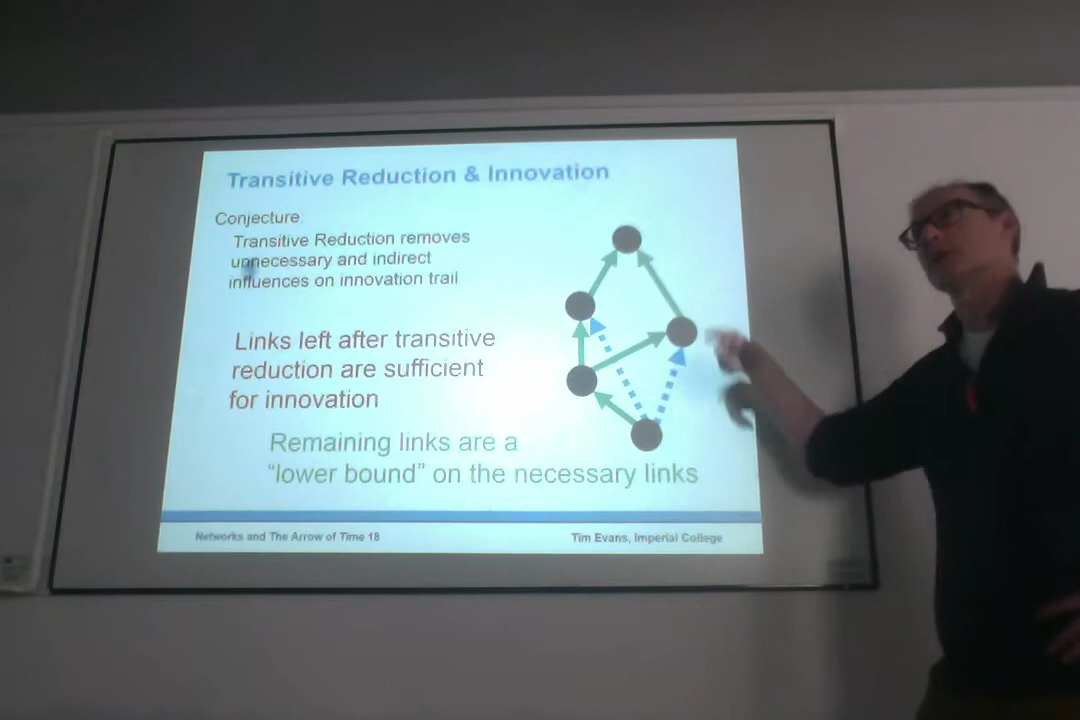 Transitive Reduction & Innovation
Conjecture:
Transitive Reduction removes
unnecessary and indirect
influences on innovation trail
Links left after transitive
reduction are sufficient
for innovation
Remaining links are a
“lower bound” on the necessary links
Networks and The Arrow of Time 18
Tim Evans, Imperial College